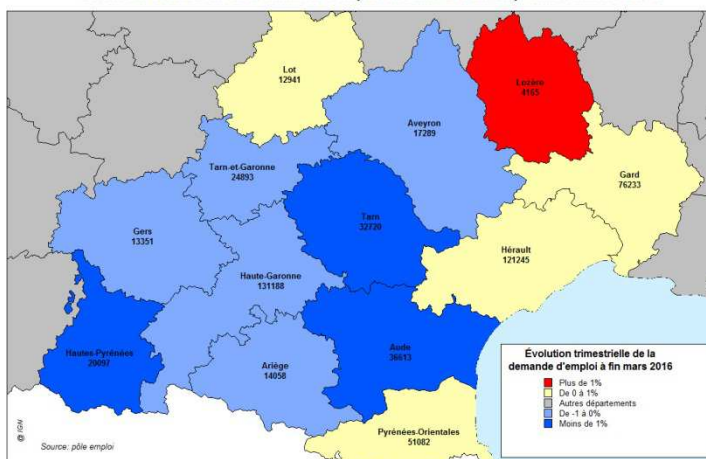 Lot
12941
Lozère
4165
Aveyron
17289
Tarn-et-Garonne
24893
Gard
76233
Tarn
32720
Gers
13351
Hérault
121245
Haute-Garonne
131188
Hautes-Pyrénées
20097
Aude
36613
Ariège
14058
Pyrénées-Orientales
51082
Évolution trimestrielle de la
demande d'emploi à fin mars 2016
Plus de 1%
De 0 à 1%
Autres départements
De -1 à 0%
Moins de 1%
@ IGN
Source: pôle emploi